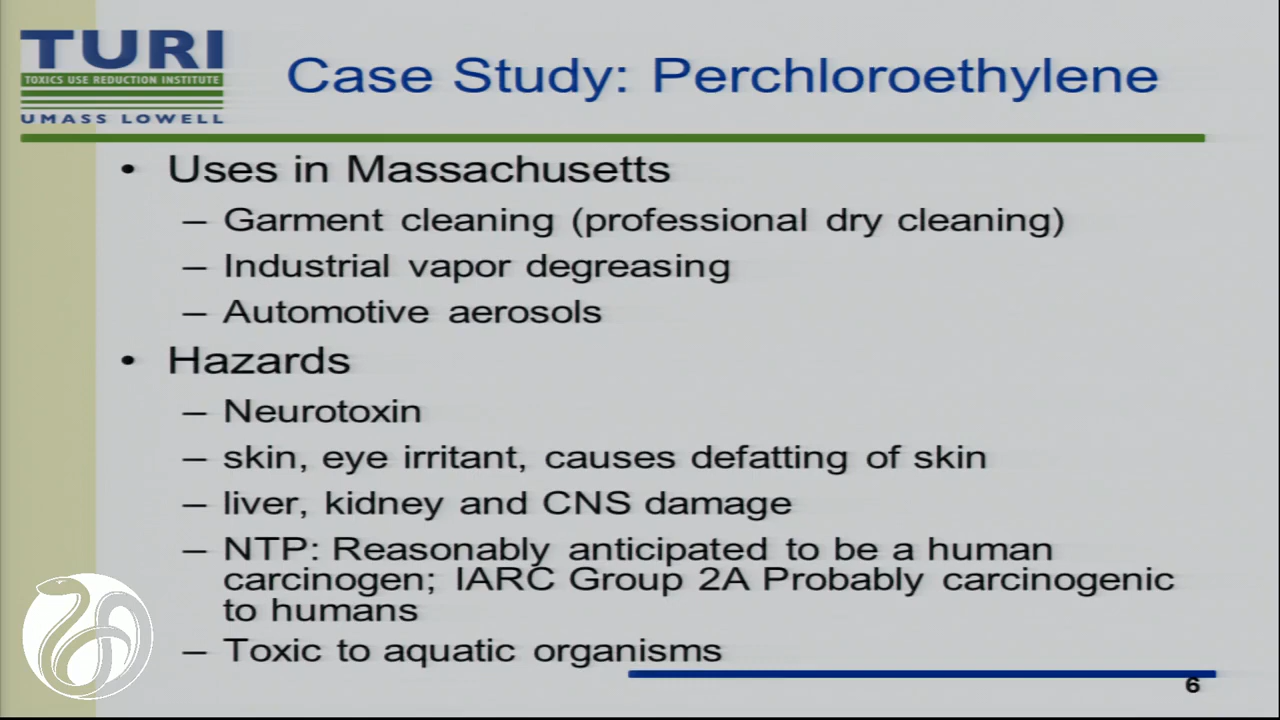 TURI
TOXICS USE REDUCTION INSTITUTE
UMASS LOWELL
Case Study: Perchloroethylene
• Uses in Massachusetts
– Garment cleaning (professional dry cleaning)
– Industrial vapor degreasing
– Automotive aerosols
• Hazards
– Neurotoxin
– skin, eye irritant, causes defatting of skin
– liver, kidney and CNS damage
– NTP: Reasonably anticipated to be a human
carcinogen; IARC Group 2A Probably carcinogenic
to humans
– Toxic to aquatic organisms
6